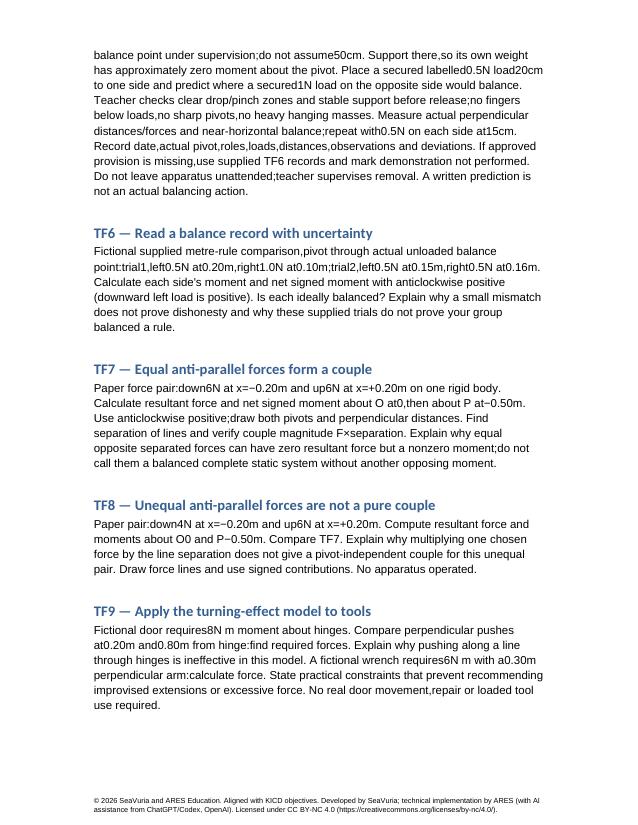 balance point under supervision;do not assume50cm. Support there,so its own weight
has approximately zero moment about the pivot. Place a secured labelled0.5N load20cm
to one side and predict where a secured1N load on the opposite side would balance.
Teacher checks clear drop/pinch zones and stable support before release;no fingers
below loads,no sharp pivots,no heavy hanging masses. Measure actual perpendicular
distances/forces and near-horizontal balance;repeat with0.5N on each side at15cm.
Record date,actual pivot,roles,loads,distances,observations and deviations. If approved
provision is missing,use supplied TF6 records and mark demonstration not performed.
Do not leave apparatus unattended;teacher supervises removal. A written prediction is
not an actual balancing action.
TF6 — Read a balance record with uncertainty
Fictional supplied metre-rule comparison,pivot through actual unloaded balance
point:trial1,left0.5N at0.20m,right1.0N at0.10m;trial2,left0.5N at0.15m,right0.5N at0.16m.
Calculate each side's moment and net signed moment with anticlockwise positive
(downward left load is positive). Is each ideally balanced? Explain why a small mismatch
does not prove dishonesty and why these supplied trials do not prove your group
balanced a rule.
TF7 — Equal anti-parallel forces form a couple
Paper force pair:down6N at x=−0.20m and up6N at x=+0.20m on one rigid body.
Calculate resultant force and net signed moment about O at0,then about P at−0.50m.
Use anticlockwise positive;draw both pivots and perpendicular distances. Find
separation of lines and verify couple magnitude F×separation. Explain why equal
opposite separated forces can have zero resultant force but a nonzero moment;do not
call them a balanced complete static system without another opposing moment.
TF8 — Unequal anti-parallel forces are not a pure couple
Paper pair:down4N at x=−0.20m and up6N at x=+0.20m. Compute resultant force and
moments about O0 and P−0.50m. Compare TF7. Explain why multiplying one chosen
force by the line separation does not give a pivot-independent couple for this unequal
pair. Draw force lines and use signed contributions. No apparatus operated.
TF9 — Apply the turning-effect model to tools
Fictional door requires8N m moment about hinges. Compare perpendicular pushes
at0.20m and0.80m from hinge:find required forces. Explain why pushing along a line
through hinges is ineffective in this model. A fictional wrench requires6N m with a0.30m
perpendicular arm:calculate force. State practical constraints that prevent recommending
improvised extensions or excessive force. No real door movement,repair or loaded tool
use required.
© 2026 SeaVuria and ARES Education. Aligned with KICD objectives. Developed by SeaVuria; technical implementation by ARES (with AI
assistance from ChatGPT/Codex, OpenAI). Licensed under CC BY-NC 4.0 (https://creativecommons.org/licenses/by-nc/4.0/).